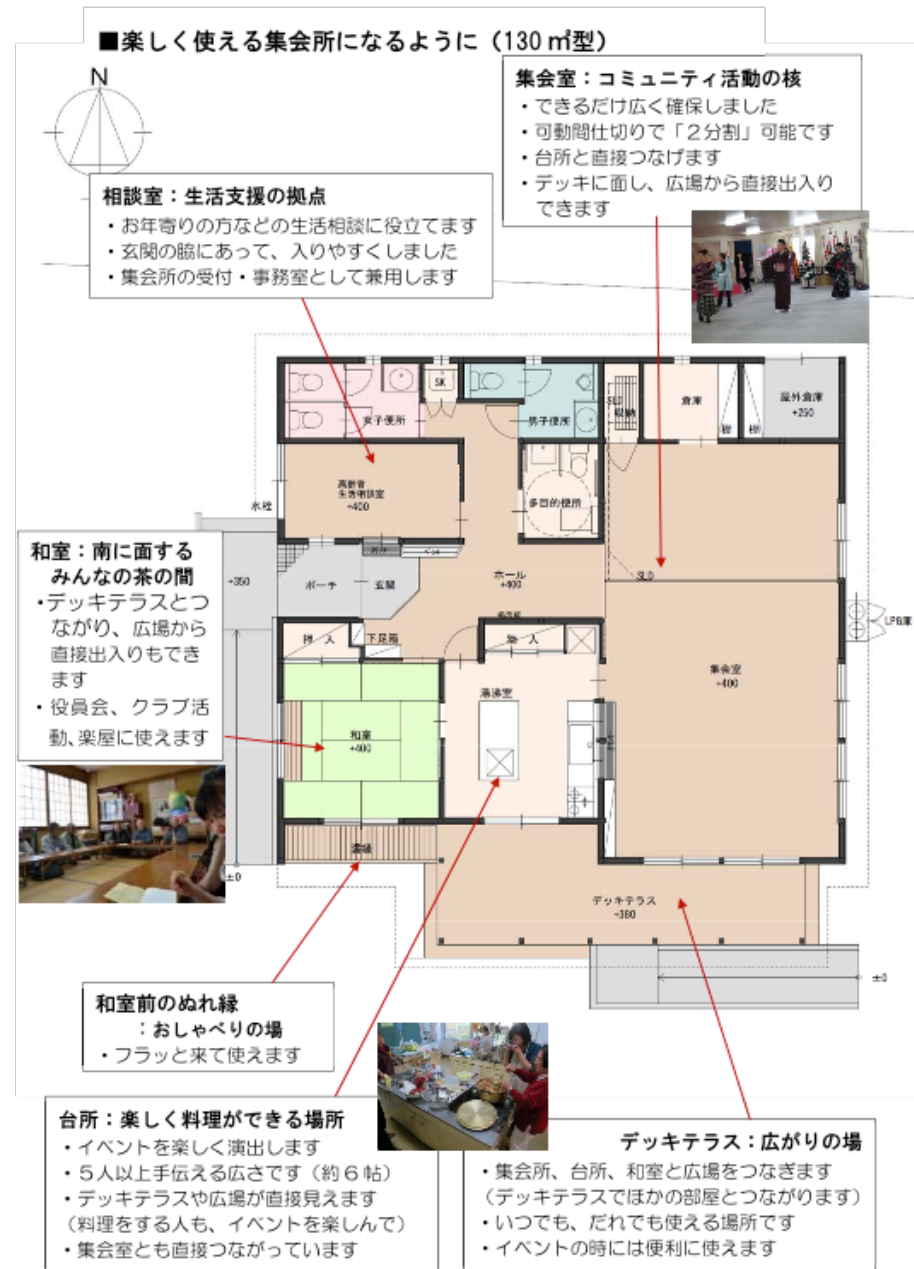 ■楽しく使える集会所になるように（130㎡型）
N
集会室：コミュニティ活動の核
・できるだけ広く確保しました
・可動間仕切りで「２分割」可能です
・台所と直接つなげます
・デッキに面し、広場から直接出入り
できます
相談室：生活支援の拠点
・お年寄りの方などの生活相談に役立てます
・玄関の脇にあって、入りやすくしました
・集会所の受付・事務室として兼用します
SK
女子便所
男子便所
SLD
収納
倉庫
棚
棚
屋外倉庫
+250
高齢者
生活相談室
+400
水栓
多目的便所
和室：南に面する
みんなの茶の間
・デッキテラスとつ
ながり、広場から
直接出入りもでき
ます
・役員会、クラブ活
動、楽屋に使えます
+350
ポーチ
玄関
ホール
+400
SLD
LP庫
押入
下足箱
物入
湯沸室
集会室
+400
和室
+400
濡縁
±0
デッキテラス
+380
±0
和室前のぬれ縁
：おしゃべりの場
・フラッと来て使えます
台所：楽しく料理ができる場所
・イベントを楽しく演出します
・５人以上手伝える広さです（約６帖）
・デッキテラスや広場が直接見えます
（料理をする人も、イベントを楽しんで）
・集会室とも直接つながっています
デッキテラス：広がりの場
・集会所、台所、和室と広場をつなぎます
（デッキテラスでほかの部屋とつながります）
・いつでも、だれでも使える場所です
・イベントの時には便利に使えます